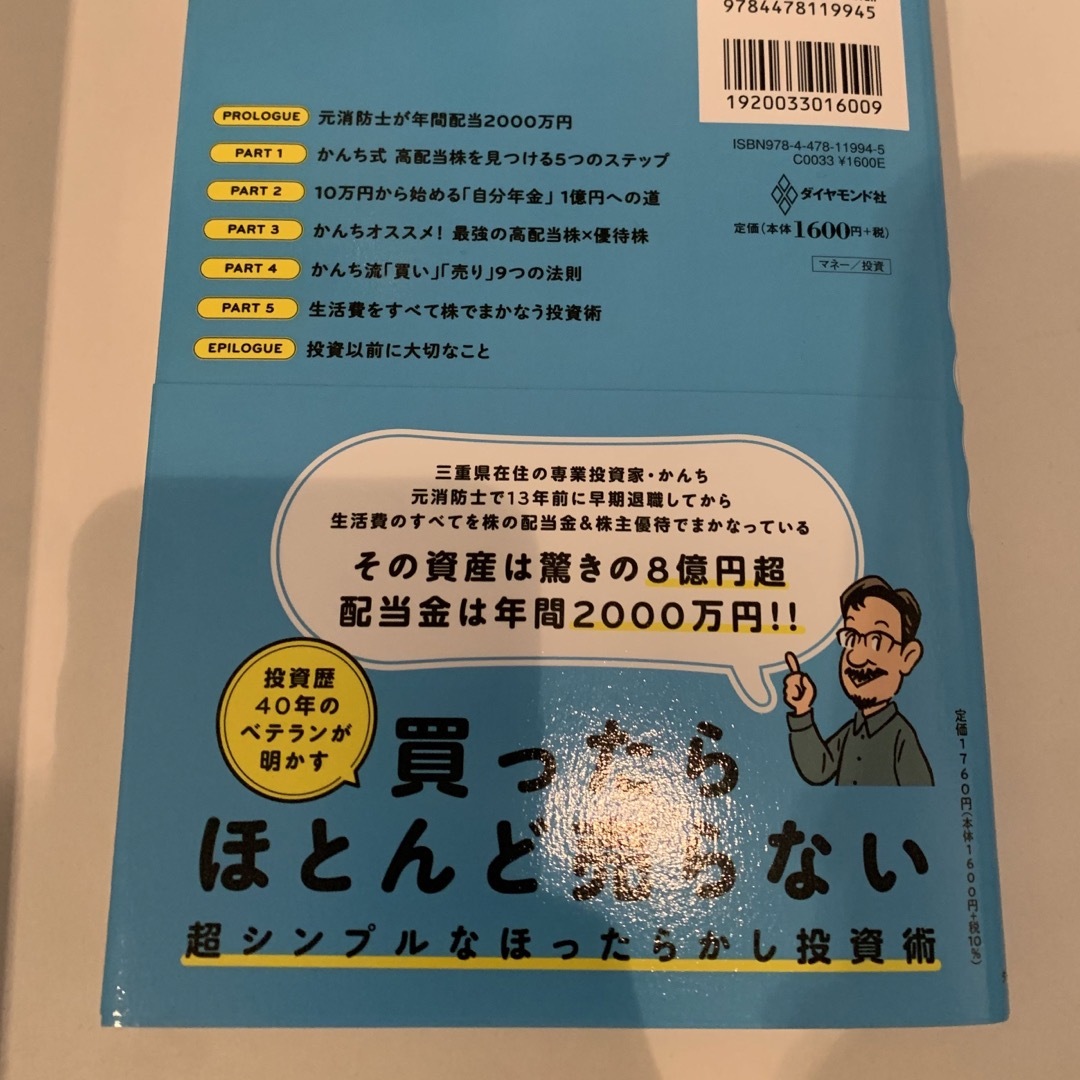 9784478119945
1920033016009
ISBN978-4-478-11994-5
C0033 ¥1600E
ダイヤモンド社
定価(本体1600円+税)
マネー/投資
PROLOGUE 元消防士が年間配当2000万円
PART 1 かんち式 高配当株を見つける5つのステップ
PART 2 10万円から始める「自分年金」1億円への道
PART 3 かんちオススメ! 最強の高配当株×優待株
PART 4 かんち流「買い」「売り」9つの法則
PART 5 生活費をすべて株でまかなう投資術
EPILOGUE 投資以前に大切なこと
三重県在住の専業投資家・かんち
元消防士で13年前に早期退職してから
生活費のすべてを株の配当金&株主優待でまかなっている
その資産は驚きの8億円超
配当金は年間2000万円!!
投資歴
40年の
ベテランが
明かす
買ったら
ほとんど売らない
超シンプルなほったらかし投資術
定価1760円(本体1600円+税10%)